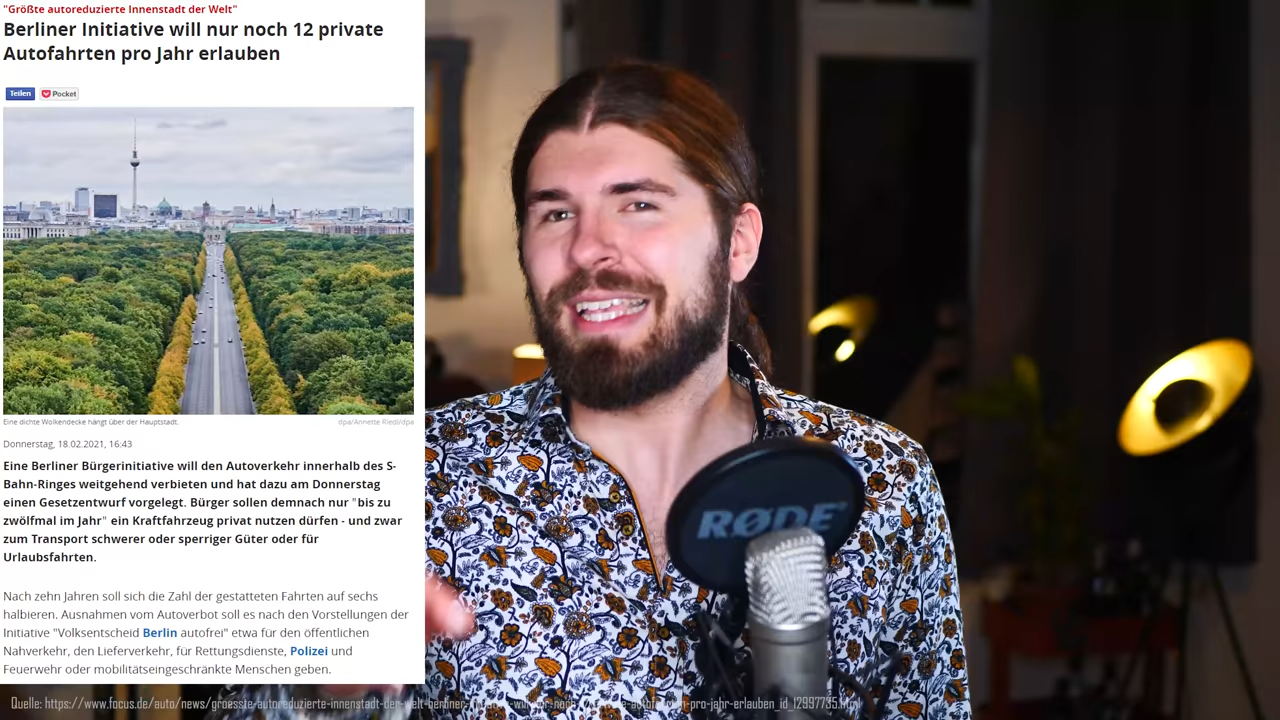 "Größte autoreduzierte Innenstadt der Welt"
Berliner Initiative will nur noch 12 private
Autofahrten pro Jahr erlauben
Teilen
Pocket
Eine dichte Wolkendecke hängt über der Hauptstadt.
dpa/Annette Riedl/dpa
Donnerstag, 18.02.2021, 16:43
Eine Berliner Bürgerinitiative will den Autoverkehr innerhalb des S-
Bahn-Ringes weitgehend verbieten und hat dazu am Donnerstag
einen Gesetzentwurf vorgelegt. Bürger sollen demnach nur "bis zu
zwölfmal im Jahr" ein Kraftfahrzeug privat nutzen dürfen - und zwar
zum Transport schwerer oder sperriger Güter oder für
Urlaubsfahrten.
Nach zehn Jahren soll sich die Zahl der gestatteten Fahrten auf sechs
halbieren. Ausnahmen vom Autoverbot soll es nach den Vorstellungen der
Initiative "Volksentscheid Berlin autofrei" etwa für den öffentlichen
Nahverkehr, den Lieferverkehr, für Rettungsdienste, Polizei und
Feuerwehr oder mobilitätseingeschränkte Menschen geben.
RØDE
Quelle: